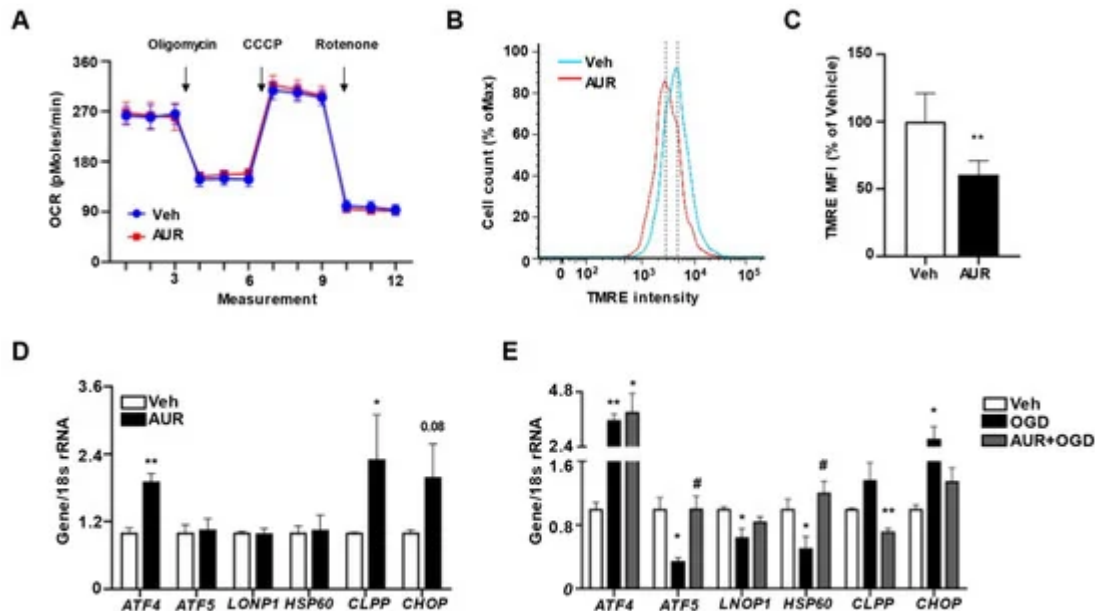 A
Oligomycin CCCP Rotenone
360
270
180
90
0
OCR (pMoles/min)
Veh
AUR
3 6 9 12
Measurement
B
100
80
60
40
20
0
Cell count (% ofMax)
Veh
AUR
0 10² 10³ 10⁴ 10⁵
TMRE intensity
C
150
100
50
0
TMRE MFI (% of Vehicle)
**
Veh AUR
D
3.6
2.4
1.2
0
Gene/18s rRNA
Veh
AUR
** * 0.08
ATF4 ATF5 LONP1 HSP60 CLPP CHOP
E
4.8
2.4
1.6
0.8
0
Gene/18s rRNA
** * * # * * # ** *
Veh
OGD
AUR+OGD
ATF4 ATF5 LNOP1 HSP60 CLPP CHOP